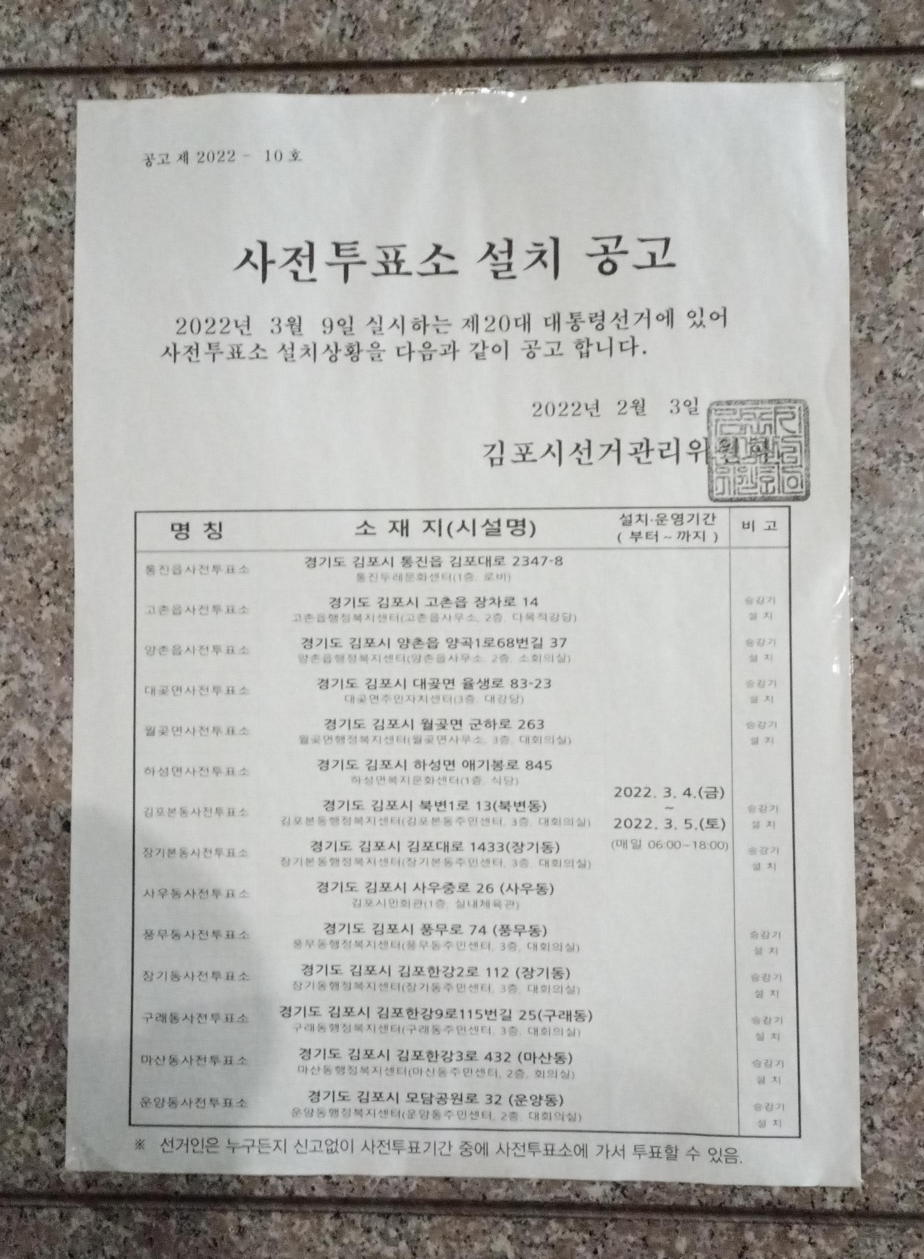 공고 제 2022 - 10 호
사전투표소 설치 공고
2022년 3월 9일 실시하는 제20대 대통령선거에 있어
사전투표소 설치상황을 다음과 같이 공고 합니다.
2022년 2월 3일
김포시선거관리위원회
명 칭 소 재 지(시설명) 설치·운영기간 비 고
( 부터 ~ 까지 )
통진읍사전투표소 경기도 김포시 통진읍 김포대로 2347-8
통진두레문화센터(1층, 로비)
고촌읍사전투표소 경기도 김포시 고촌읍 장차로 14 승강기
고촌읍행정복지센터(고촌읍사무소, 2층, 다목적강당) 설 치
양촌읍사전투표소 경기도 김포시 양촌읍 양곡1로68번길 37 승강기
양촌읍행정복지센터(양촌읍사무소, 2층, 소회의실) 설 치
대곶면사전투표소 경기도 김포시 대곶면 율생로 83-23 승강기
대곶면주민자치센터(3층, 대강당) 설 치
월곶면사전투표소 경기도 김포시 월곶면 군하로 263 승강기
월곶면행정복지센터(월곶면사무소, 3층, 대회의실) 설 치
하성면사전투표소 경기도 김포시 하성면 애기봉로 845
하성면복지문화센터(1층, 식당)
2022. 3. 4.(금)
~
2022. 3. 5.(토)
(매일 06:00~18:00)
김포본동사전투표소 경기도 김포시 북변1로 13(북변동) 승강기
김포본동행정복지센터(김포본동주민센터, 3층, 대회의실) 설 치
장기본동사전투표소 경기도 김포시 김포대로 1433(장기동) 승강기
장기본동행정복지센터(장기본동주민센터, 3층, 대회의실) 설 치
사우동사전투표소 경기도 김포시 사우중로 26 (사우동)
김포시민회관(1층, 실내체육관)
풍무동사전투표소 경기도 김포시 풍무로 74 (풍무동) 승강기
풍무동행정복지센터(풍무동주민센터, 3층, 대회의실) 설 치
장기동사전투표소 경기도 김포시 김포한강2로 112 (장기동) 승강기
장기동행정복지센터(장기동주민센터, 3층, 대회의실) 설 치
구래동사전투표소 경기도 김포시 김포한강9로115번길 25(구래동) 승강기
구래동행정복지센터(구래동주민센터, 3층, 대회의실) 설 치
마산동사전투표소 경기도 김포시 김포한강3로 432 (마산동) 승강기
마산동행정복지센터(마산동주민센터, 2층, 회의실) 설 치
운양동사전투표소 경기도 김포시 모담공원로 32 (운양동) 승강기
운양동행정복지센터(운양동주민센터, 2층, 대회의실) 설 치
※ 선거인은 누구든지 신고없이 사전투표기간 중에 사전투표소에 가서 투표할 수 있음.